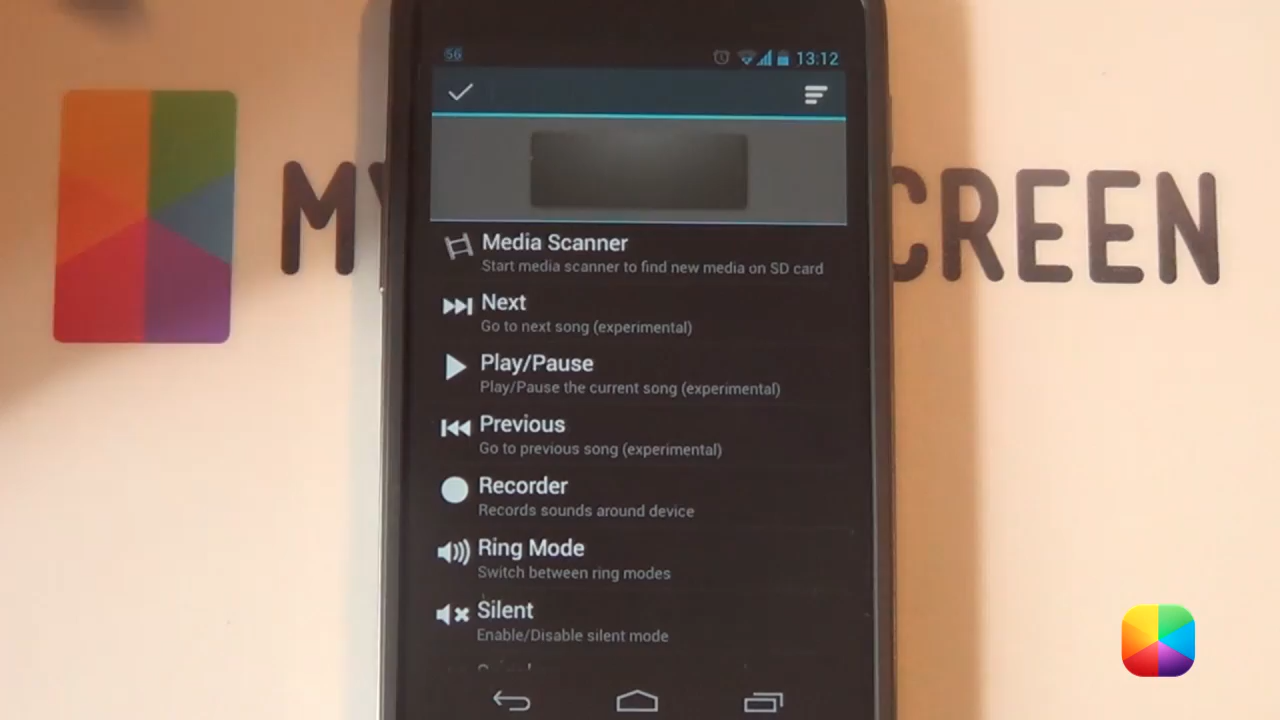 56
13:12
MY
CREEN
Media Scanner
Start media scanner to find new media on SD card
Next
Go to next song (experimental)
Play/Pause
Play/Pause the current song (experimental)
Previous
Go to previous song (experimental)
Recorder
Records sounds around device
Ring Mode
Switch between ring modes
Silent
Enable/Disable silent mode